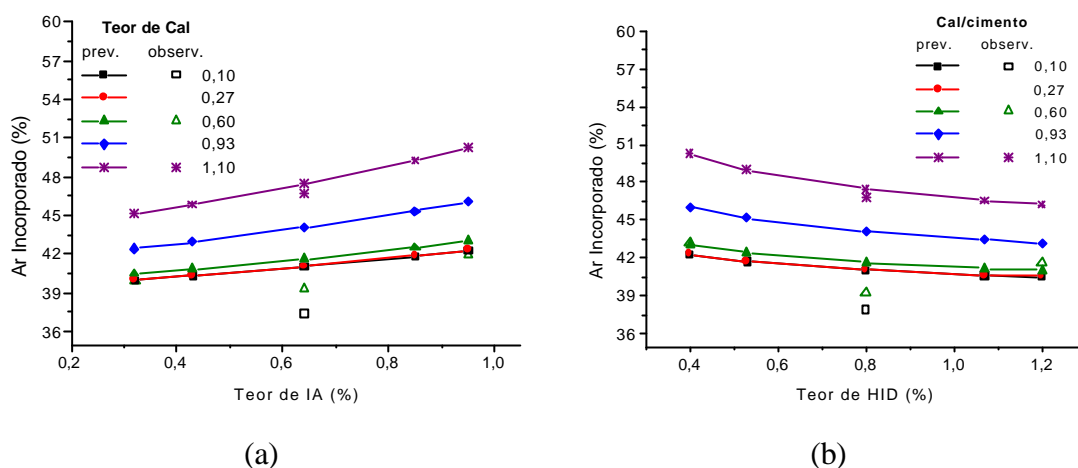 60
57
54
51
48
45
42
39
36
Ar Incorporado (%)
Teor de Cal
prev. observ.
0,10
0,27
0,60
0,93
1,10
0,2 0,4 0,6 0,8 1,0
Teor de IA (%)
(a)
60
57
54
51
48
45
42
39
36
Ar Incorporado (%)
Cal/cimento
prev. observ.
0,10
0,27
0,60
0,93
1,10
0,4 0,6 0,8 1,0 1,2
Teor de HID (%)
(b)